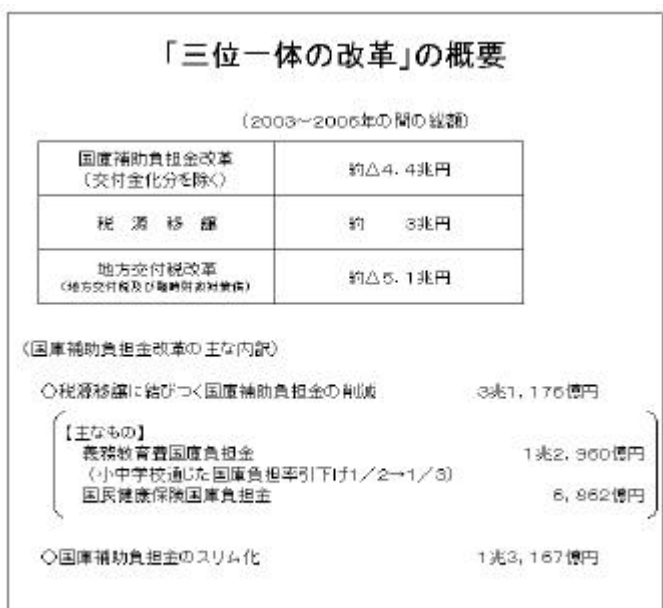 「三位一体の改革」の概要
(2003～2006年の間の総額)
国庫補助負担金改革
(交付金化分を除く)
約△4.4兆円
税 源 移 譲
約 3兆円
地方交付税改革
(地方交付税及び臨時財政対策債)
約△5.1兆円
(国庫補助負担金改革の主な内訳)
○税源移譲に結びつく国庫補助負担金の削減 3兆1,176億円
【主なもの】
義務教育費国庫負担金 1兆2,960億円
(小中学校通じた国庫負担率引下げ1/2→1/3)
国民健康保険国庫負担金 6,962億円
○国庫補助負担金のスリム化 1兆3,167億円